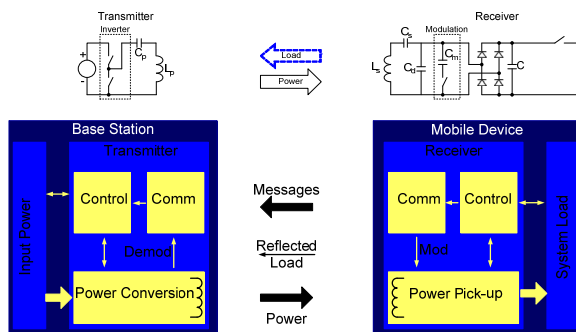 Transmitter
Receiver
Inverter
Modulation
+
-
Cp
Lp
Load
Power
Cs
Ls
Cd
Cm
C
Base Station
Mobile Device
Transmitter
Receiver
Input Power
Control
Comm
Demod
Power Conversion
Messages
Reflected
Load
Power
Comm
Control
Mod
Power Pick-up
System Load